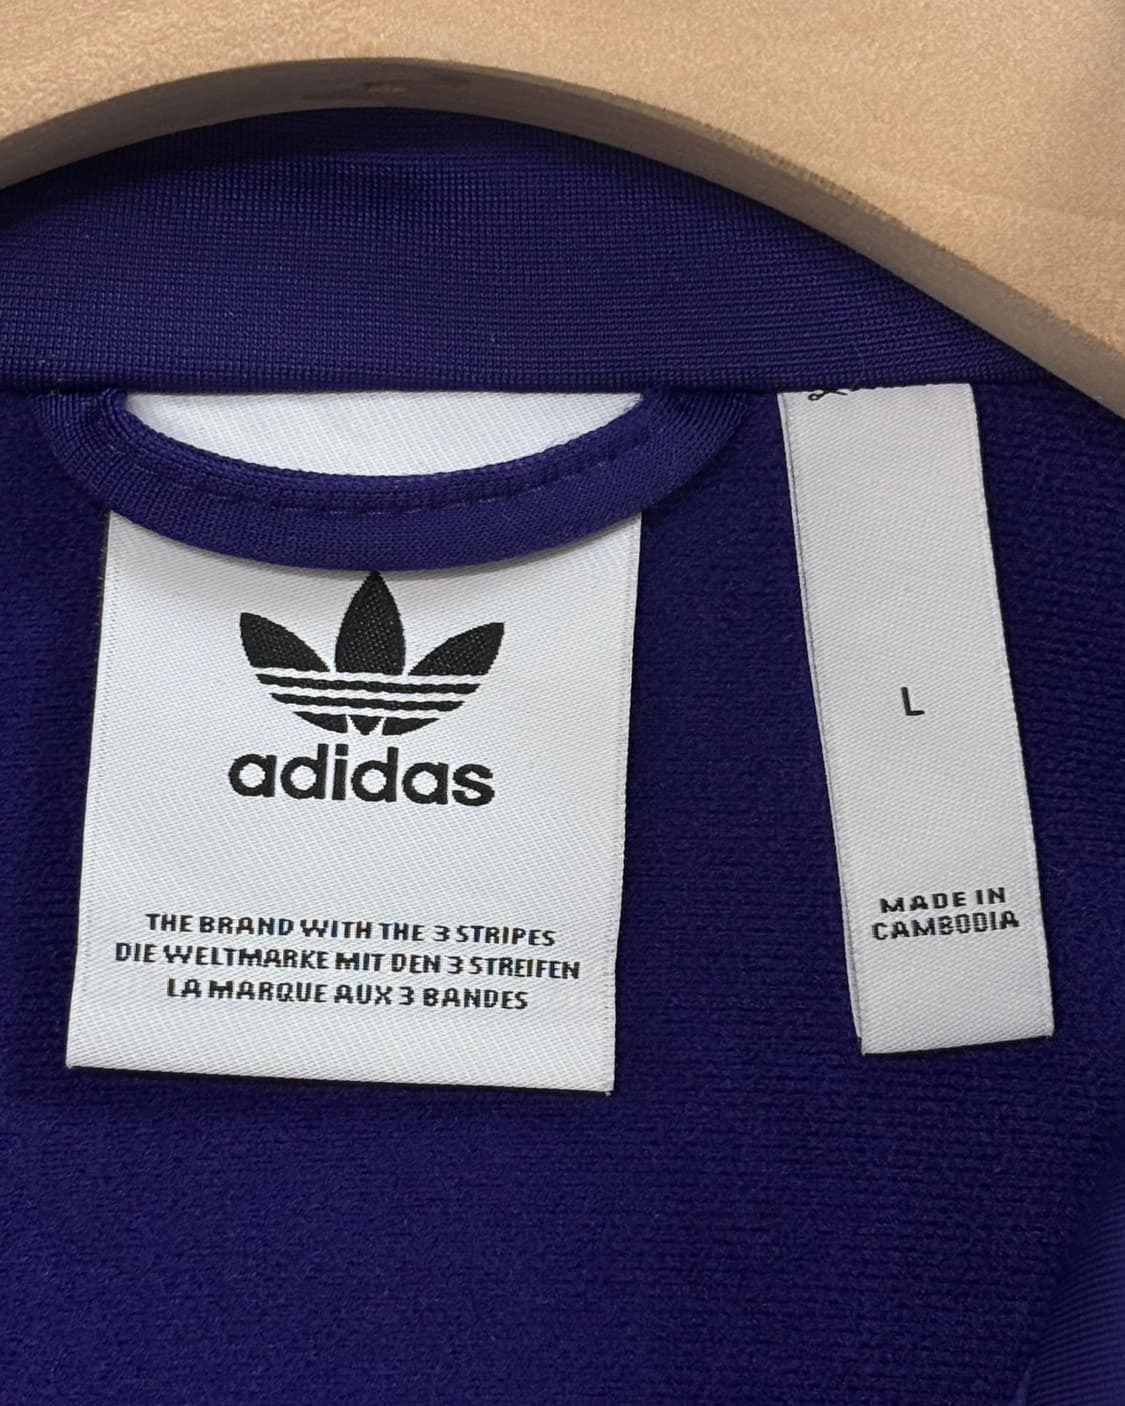 adidas
THE BRAND WITH THE 3 STRIPES
DIE WELTMARKE MIT DEN 3 STREIFEN
LA MARQUE AUX 3 BANDES
L
MADE IN
CAMBODIA